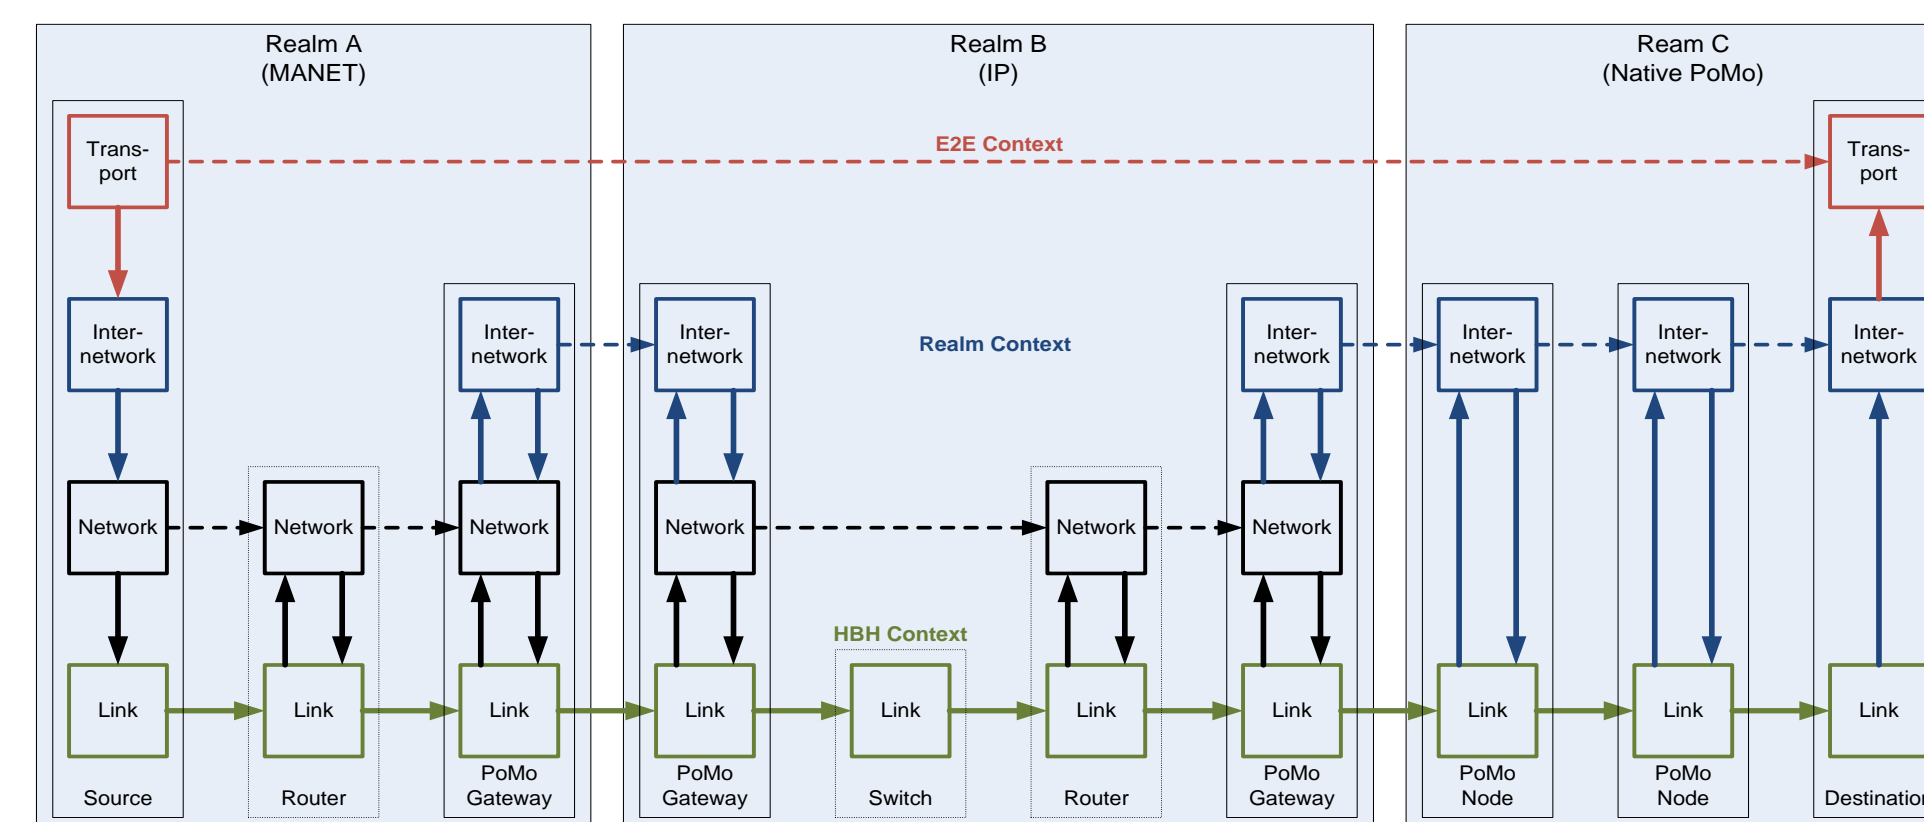 Realm A
(MANET)
Realm B
(IP)
Ream C
(Native PoMo)
E2E Context
Trans-
port
Trans-
port
Inter-
network
Inter-
network
Inter-
network
Realm Context
Inter-
network
Inter-
network
Inter-
network
Inter-
network
Network
Network
Network
Network
Network
Network
HBH Context
Link
Link
Link
Link
Link
Link
Link
Link
Link
Link
Source
Router
PoMo
Gateway
PoMo
Gateway
Switch
Router
PoMo
Gateway
PoMo
Node
PoMo
Node
Destination